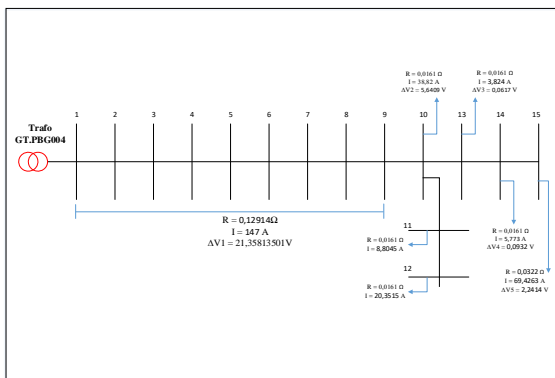 Trafo
GT.PBG004
1
2
3
4
5
6
7
8
9
10
13
14
15
R = 0,0161 Ω
I = 38,82 A
ΔV2 = 5,6409 V
R = 0,0161 Ω
I = 3,824 A
ΔV3 = 0,0617 V
R = 0,12914Ω
I = 147 A
ΔV1 = 21,35813501V
11
R = 0,0161 Ω
I = 8,8045 A
12
R = 0,0161 Ω
I = 20,3515 A
R = 0,0161 Ω
I = 5,773 A
ΔV4 = 0,0932 V
R = 0,0322 Ω
I = 69,4263 A
ΔV5 = 2,2414 V